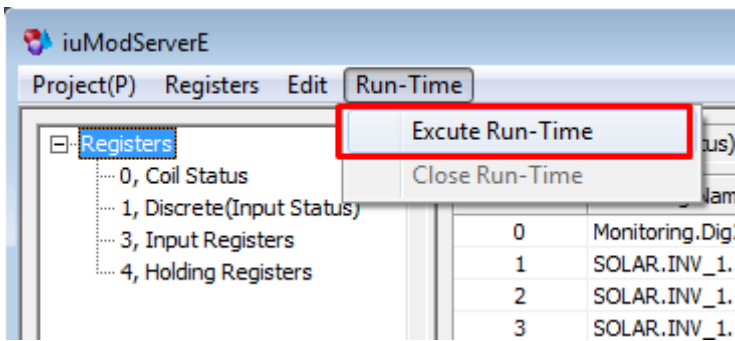 iuModServerE
Project(P) Registers Edit Run-Time
Excute Run-Time
Close Run-Time
Registers
0, Coil Status
1, Discrete(Input Status)
3, Input Registers
4, Holding Registers
0 Monitoring.Dig
1 SOLAR.INV_1.
2 SOLAR.INV_1.
3 SOLAR.INV_1.